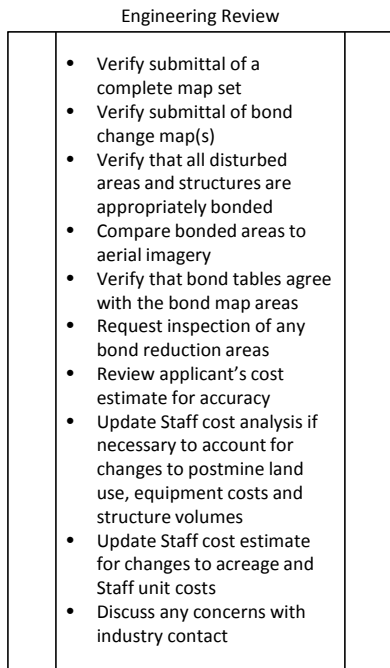 Engineering Review
• Verify submittal of a
complete map set
• Verify submittal of bond
change map(s)
• Verify that all disturbed
areas and structures are
appropriately bonded
• Compare bonded areas to
aerial imagery
• Verify that bond tables agree
with the bond map areas
• Request inspection of any
bond reduction areas
• Review applicant's cost
estimate for accuracy
• Update Staff cost analysis if
necessary to account for
changes to postmine land
use, equipment costs and
structure volumes
• Update Staff cost estimate
for changes to acreage and
Staff unit costs
• Discuss any concerns with
industry contact